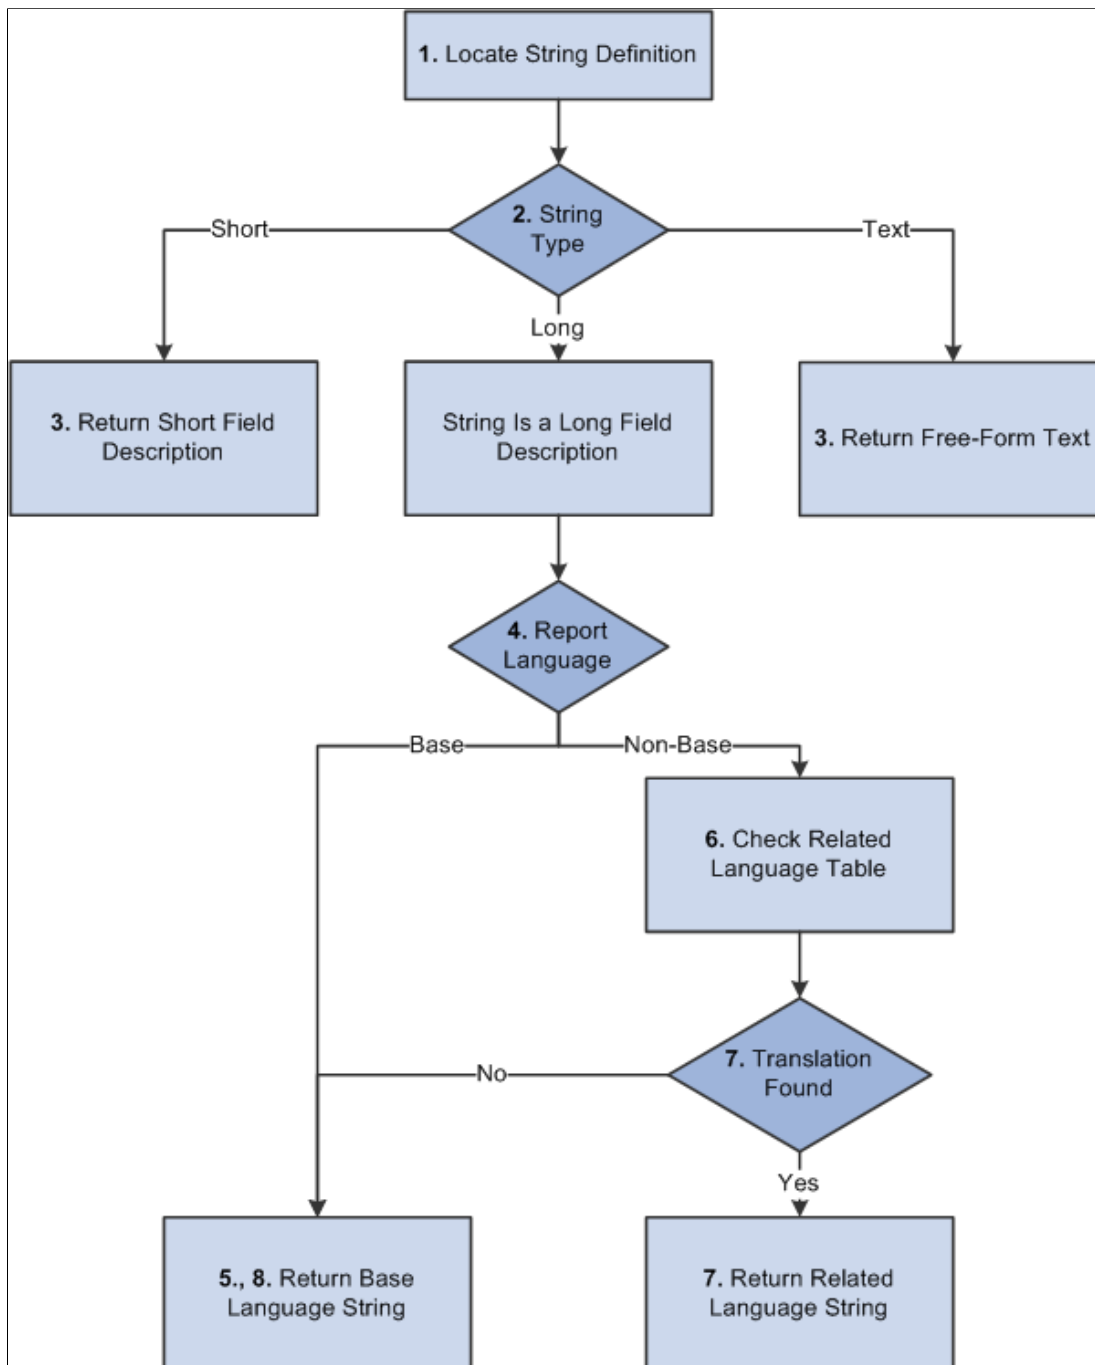 1. Locate String Definition
2. String
Type
Short
Text
Long
3. Return Short Field
Description
String Is a Long Field
Description
3. Return Free-Form Text
4. Report
Language
Base
Non-Base
6. Check Related
Language Table
7. Translation
Found
No
Yes
5., 8. Return Base
Language String
7. Return Related
Language String